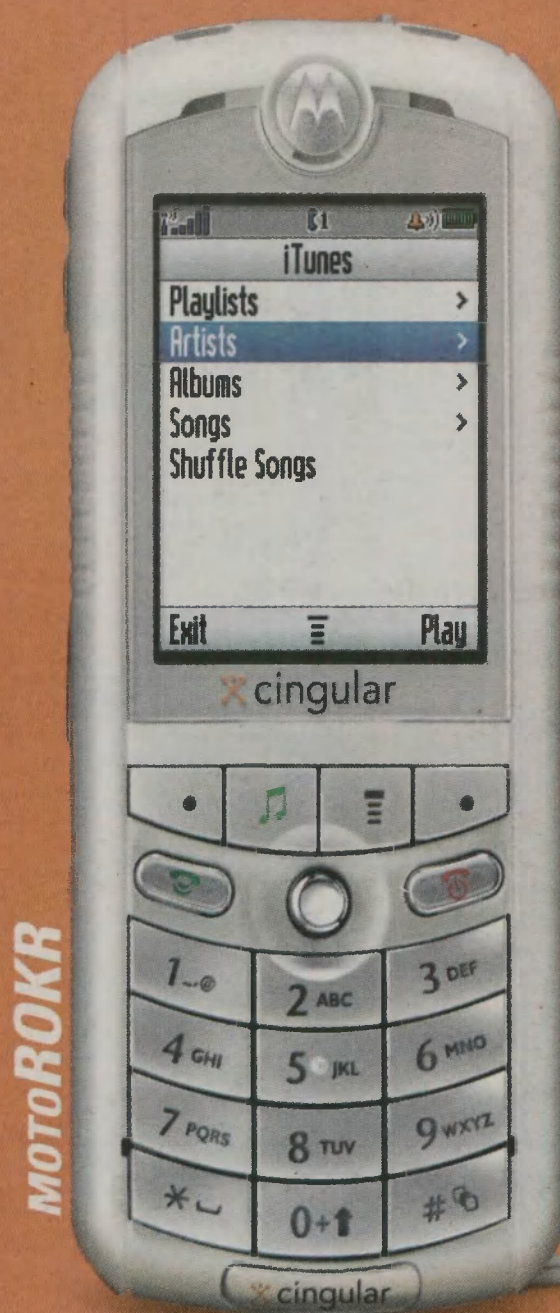 1
iTunes
Playlists >
Artists >
Albums >
Songs >
Shuffle Songs
Exit Play
cingular
1 @
2 ABC
3 DEF
4 GHI
5 JKL
6 MNO
7 PQRS
8 TUV
9 WXYZ
*
0+
#
cingular
MOTOROKR